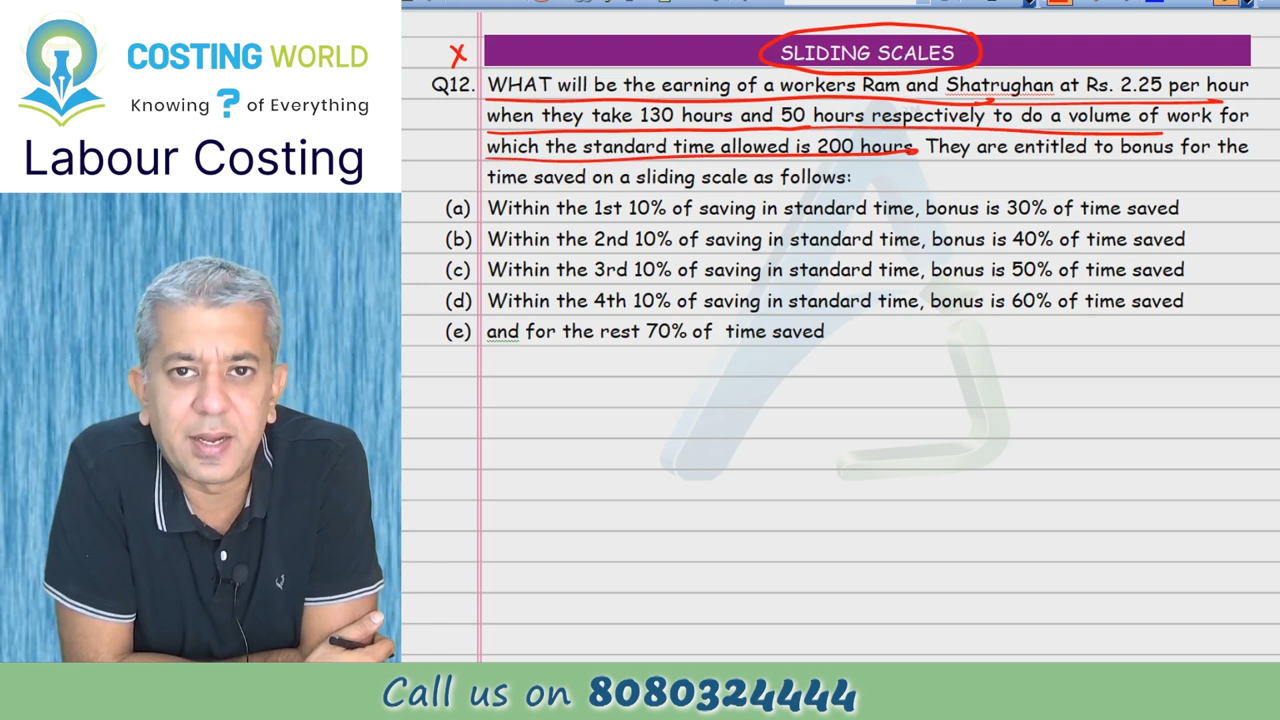 COSTING WORLD
Knowing ? of Everything
Labour Costing
X
SLIDING SCALES
Q12. WHAT will be the earning of a workers Ram and Shatrughan at Rs. 2.25 per hour
when they take 130 hours and 50 hours respectively to do a volume of work for
which the standard time allowed is 200 hours. They are entitled to bonus for the
time saved on a sliding scale as follows:
(a) Within the 1st 10% of saving in standard time, bonus is 30% of time saved
(b) Within the 2nd 10% of saving in standard time, bonus is 40% of time saved
(c) Within the 3rd 10% of saving in standard time, bonus is 50% of time saved
(d) Within the 4th 10% of saving in standard time, bonus is 60% of time saved
(e) and for the rest 70% of time saved
Call us on 8080324444